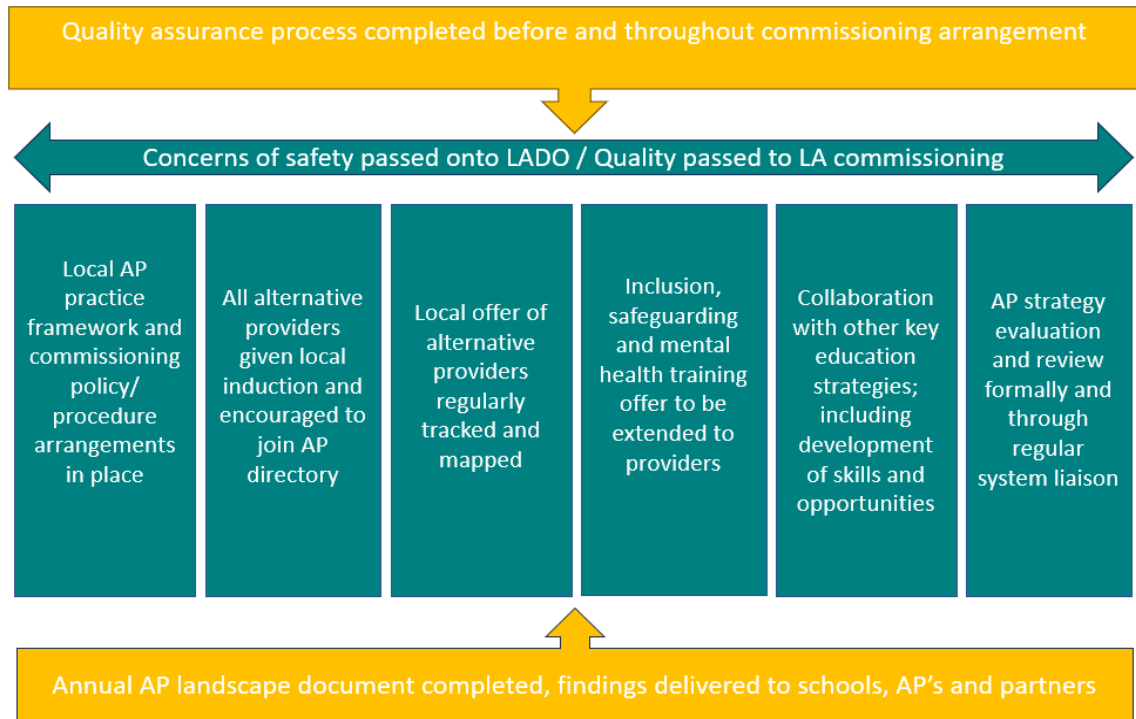 Quality assurance process completed before and throughout commissioning arrangement
Concerns of safety passed onto LADO / Quality passed to LA commissioning
Local AP
practice
framework and
commissioning
policy/
procedure
arrangements
in place
All alternative
providers
given local
induction and
encouraged to
join AP
directory
Local offer of
alternative
providers
regularly
tracked and
mapped
Inclusion,
safeguarding
and mental
health training
offer to be
extended to
providers
Collaboration
with other key
education
strategies;
including
development
of skills and
opportunities
AP strategy
evaluation
and review
formally and
through
regular
system liaison
Annual AP landscape document completed, findings delivered to schools, AP's and partners